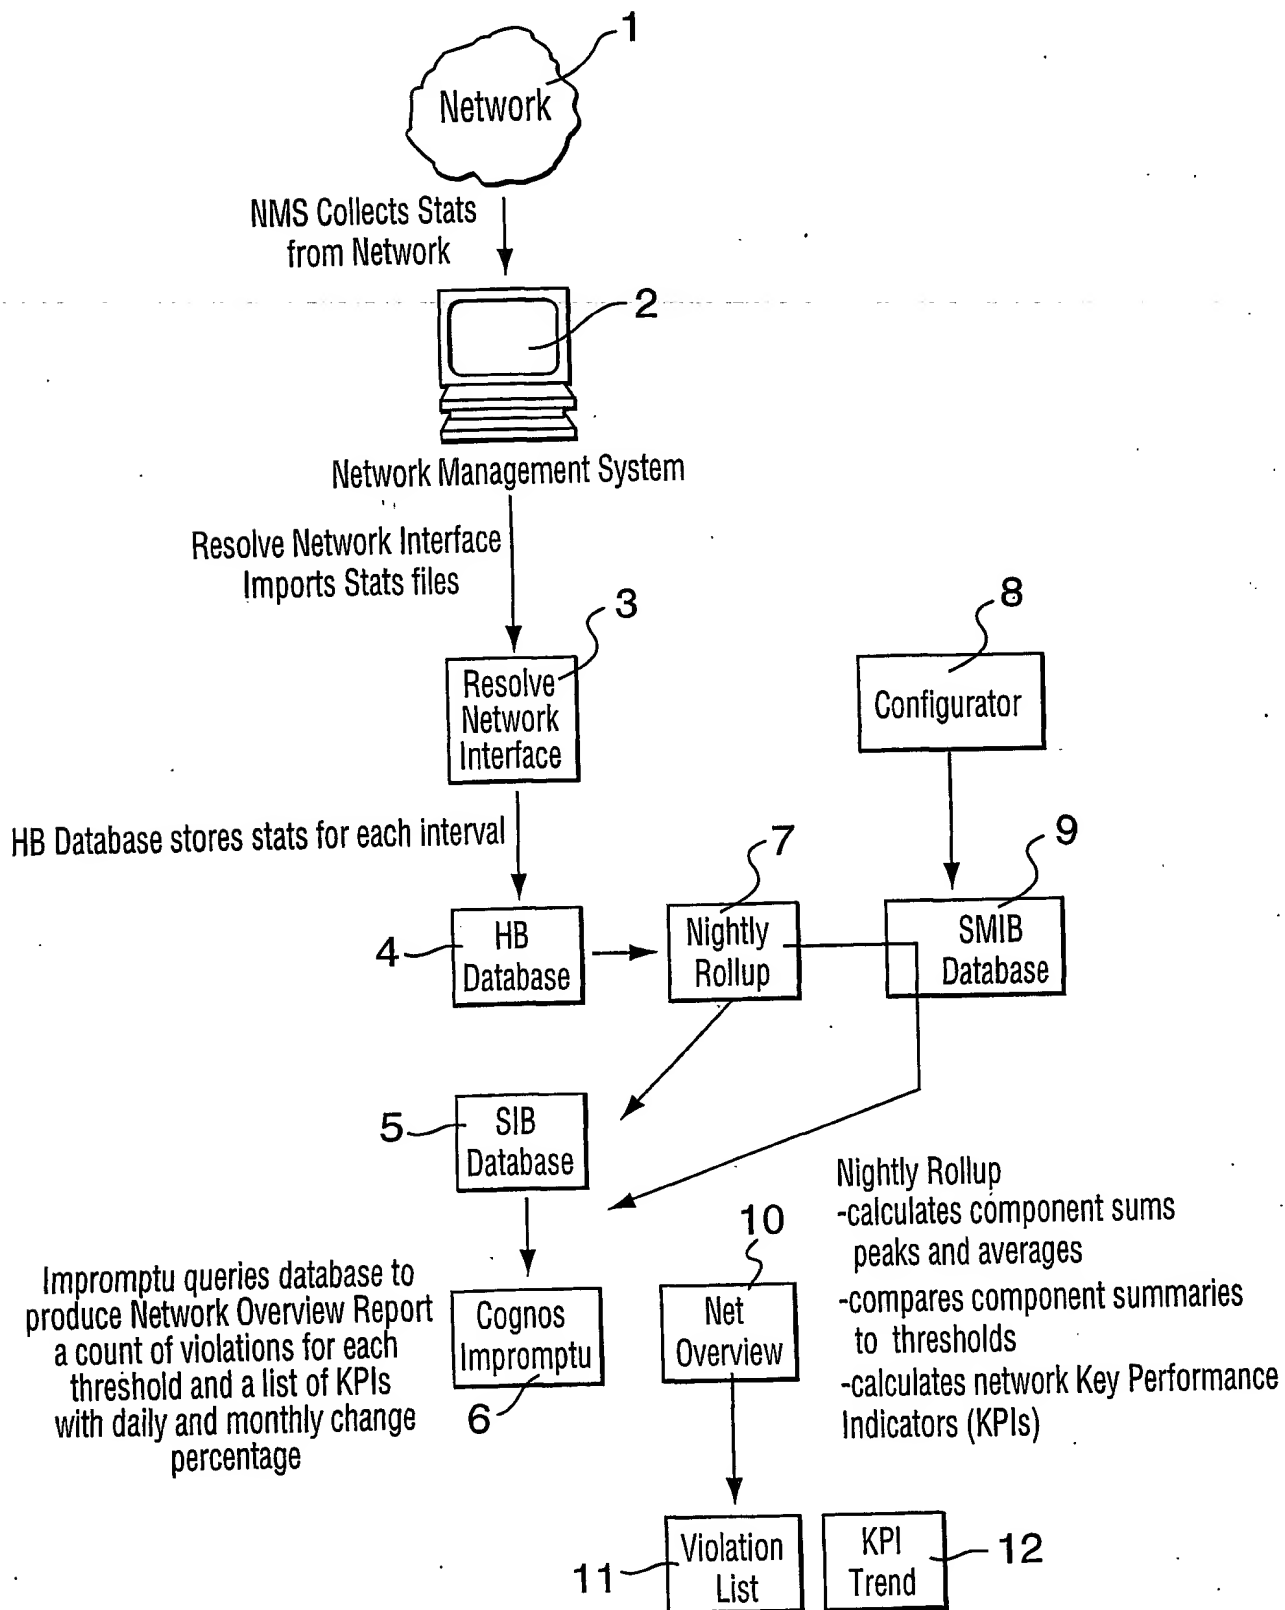 1
Network
NMS Collects Stats
from Network
2
Network Management System
Resolve Network Interface
Imports Stats files
3
Resolve
Network
Interface
8
Configurator
HB Database stores stats for each interval
7
9
4
HB
Database
Nightly
Rollup
SMIB
Database
5
SIB
Database
Nightly Rollup
-calculates component sums
peaks and averages
-compares component summaries
to thresholds
-calculates network Key Performance
Indicators (KPIs)
10
Impromptu queries database to
produce Network Overview Report
a count of violations for each
threshold and a list of KPIs
with daily and monthly change
percentage
Cognos
Impromptu
6
Net
Overview
11
Violation
List
KPI
Trend
12